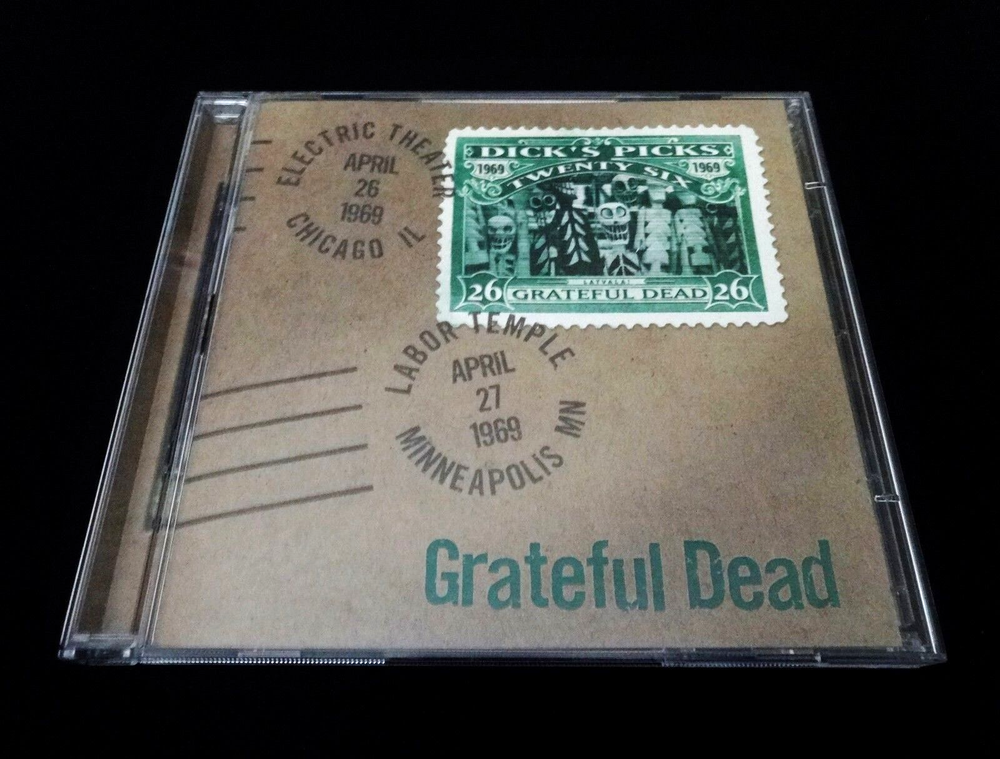 ELECTRIC THEATER
APRIL
26
1969
CHICAGO IL
DICK'S PICKS
1969 1969
TWENTY SIX
LATVALA!
26 GRATEFUL DEAD 26
LABOR TEMPLE
APRIL
27
1969
MINNEAPOLIS MN
Grateful Dead